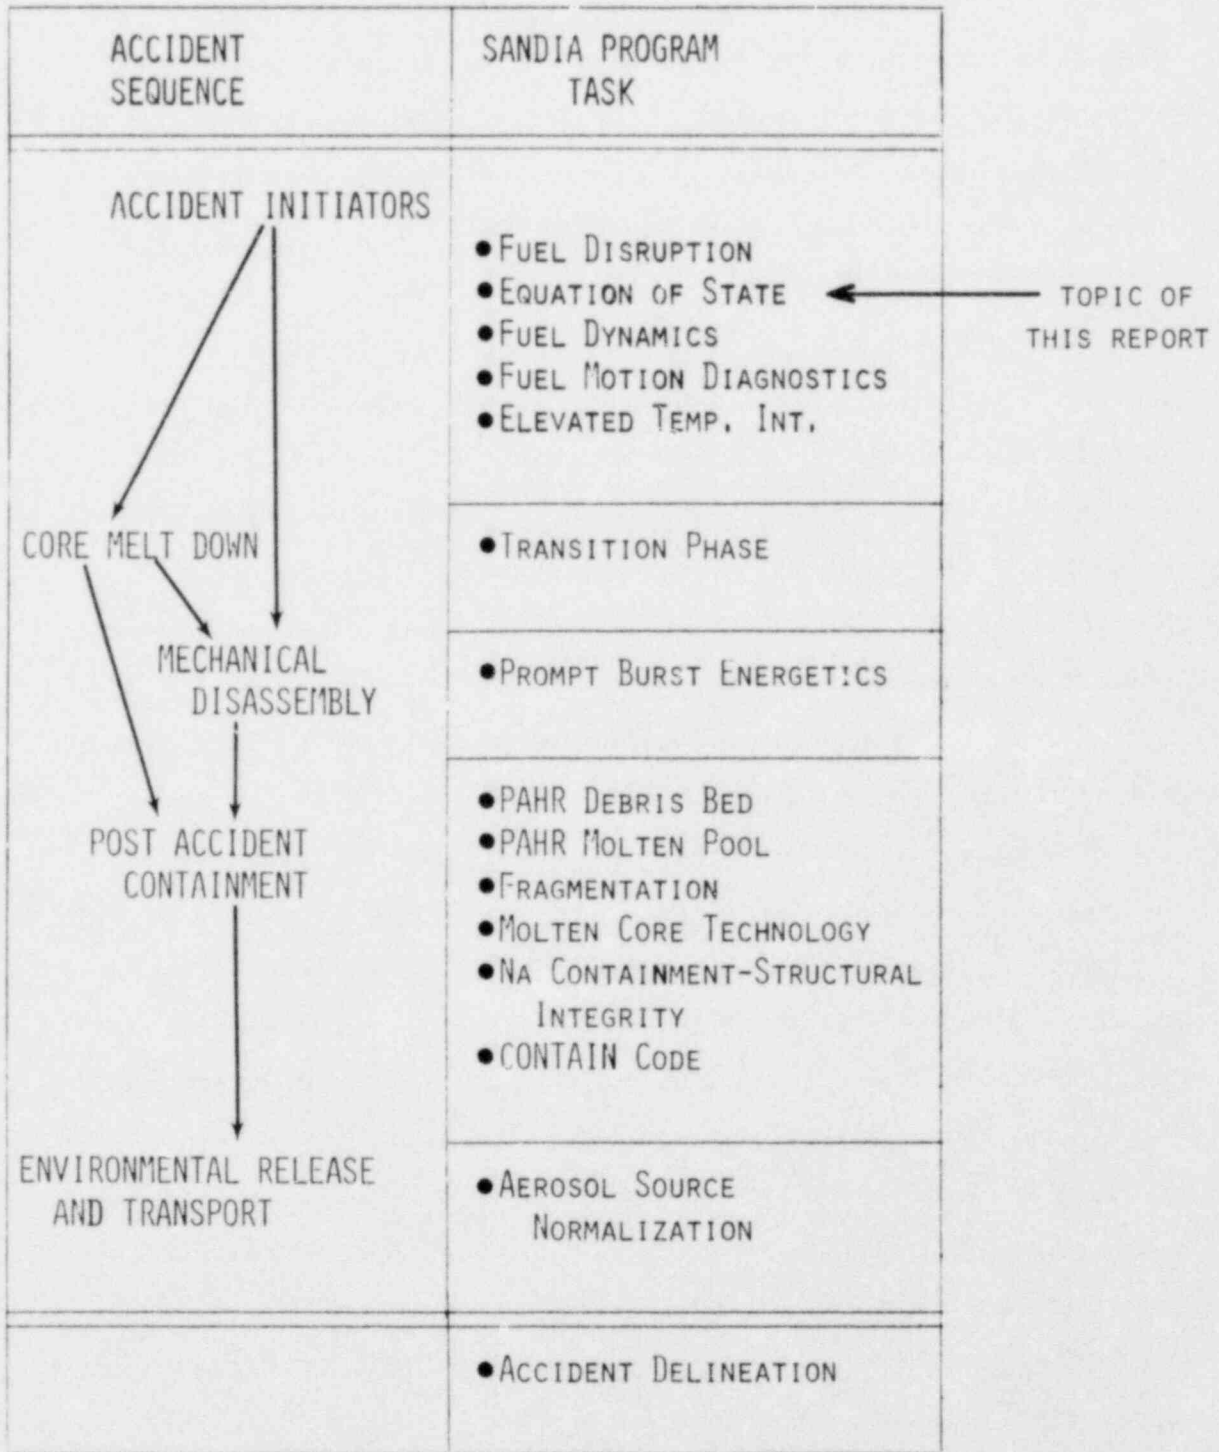 ACCIDENT
SEQUENCE
SANDIA PROGRAM
TASK
ACCIDENT INITIATORS
●FUEL DISRUPTION
●EQUATION OF STATE
TOPIC OF
THIS REPORT
●FUEL DYNAMICS
●FUEL MOTION DIAGNOSTICS
●ELEVATED TEMP. INT.
CORE MELT DOWN
●TRANSITION PHASE
MECHANICAL
DISASSEMBLY
●PROMPT BURST ENERGETICS
POST ACCIDENT
CONTAINMENT
●PAHR DEBRIS BED
●PAHR MOLTEN POOL
●FRAGMENTATION
●MOLTEN CORE TECHNOLOGY
●NA CONTAINMENT-STRUCTURAL
INTEGRITY
●CONTAIN CODE
ENVIRONMENTAL RELEASE
AND TRANSPORT
●AEROSOL SOURCE
NORMALIZATION
●ACCIDENT DELINEATION